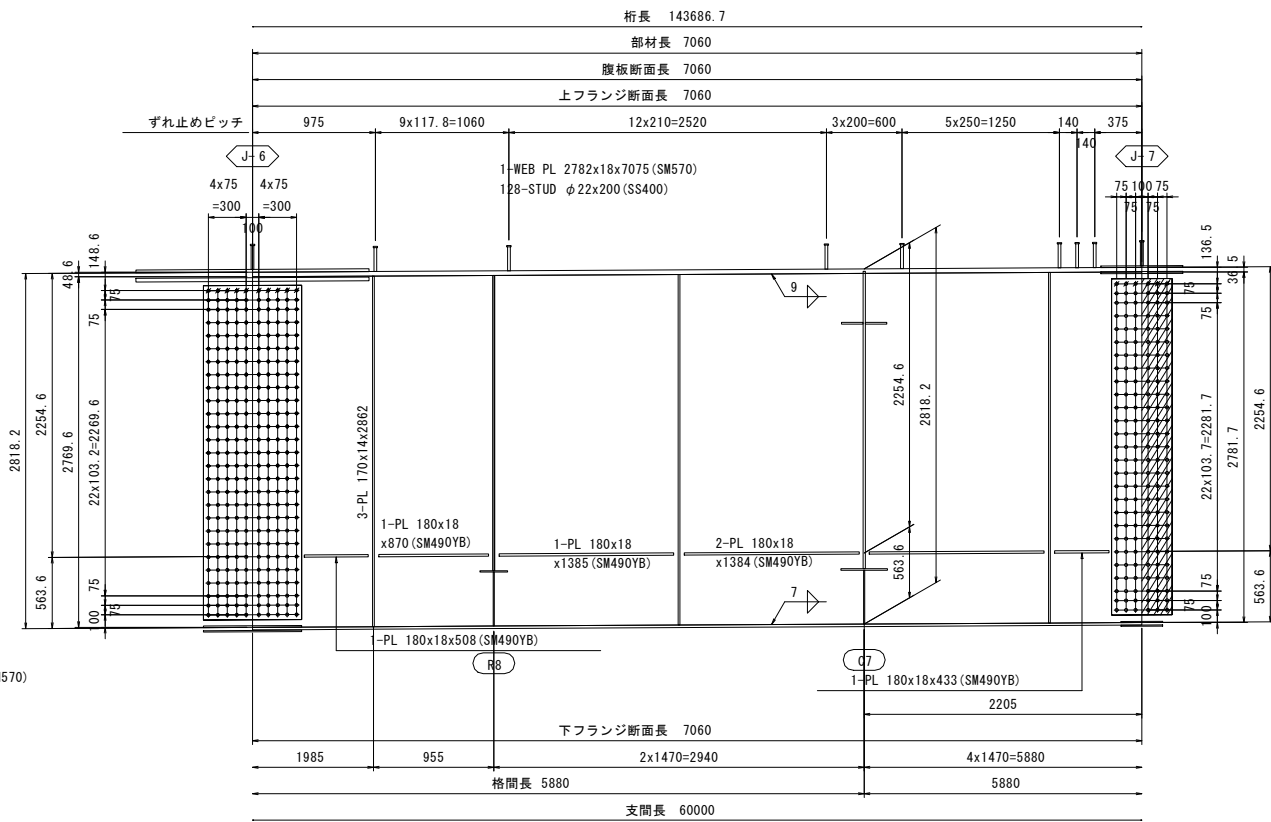 桁長 143686.7
部材長 7060
腹板断面長 7060
上フランジ断面長 7060
ずれ止めピッチ
975
9x117.8=1060
12x210=2520
3x200=600
5x250=1250
140
140
375
J-6
J-7
1-WEB PL 2782x18x7075(SM570)
128-STUD φ22x200(SS400)
4x75
=300
4x75
=300
100
75 100 75
75 75
148.6
48.6
75
75
2254.6
2818.2
2769.6
22x103.2=2269.6
563.6
75
75
100
136.5
36.5
75
75
2254.6
22x103.7=2281.7
2781.7
75
75
100
563.6
9
2254.6
2818.2
563.6
3-PL 170x14x2862
1-PL 180x18
x870(SM490YB)
1-PL 180x18
x1385(SM490YB)
2-PL 180x18
x1384(SM490YB)
7
1-PL 180x18x508(SM490YB)
R8
C7
1-PL 180x18x433(SM490YB)
570)
2205
下フランジ断面長 7060
1985
955
2x1470=2940
4x1470=5880
格間長 5880
5880
支間長 60000